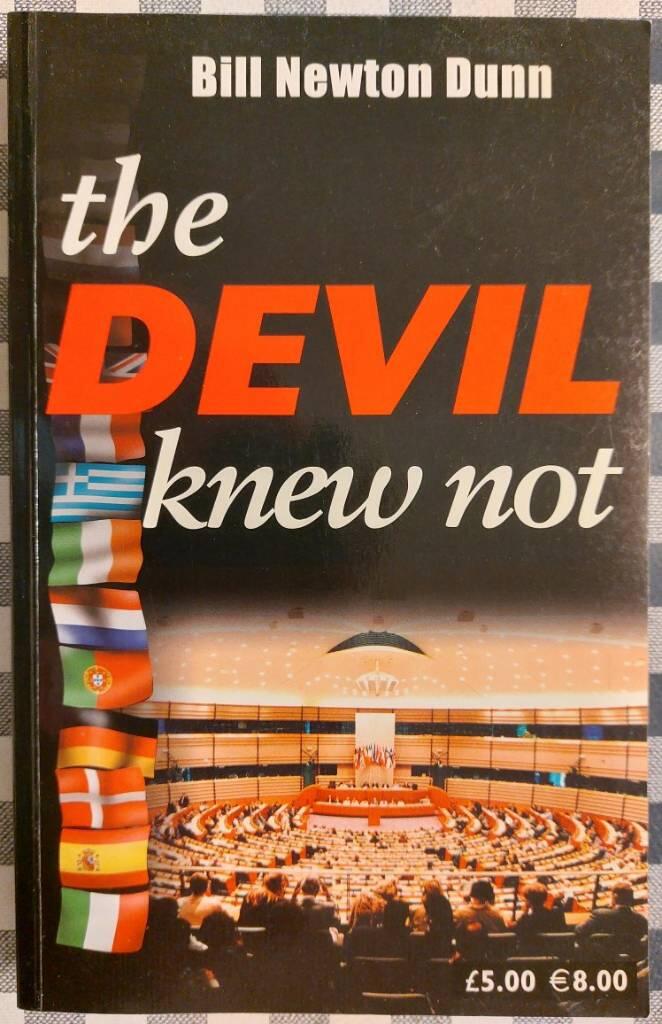 Bill Newton Dunn
the
DEVIL
knew not
£5.00 €8.00